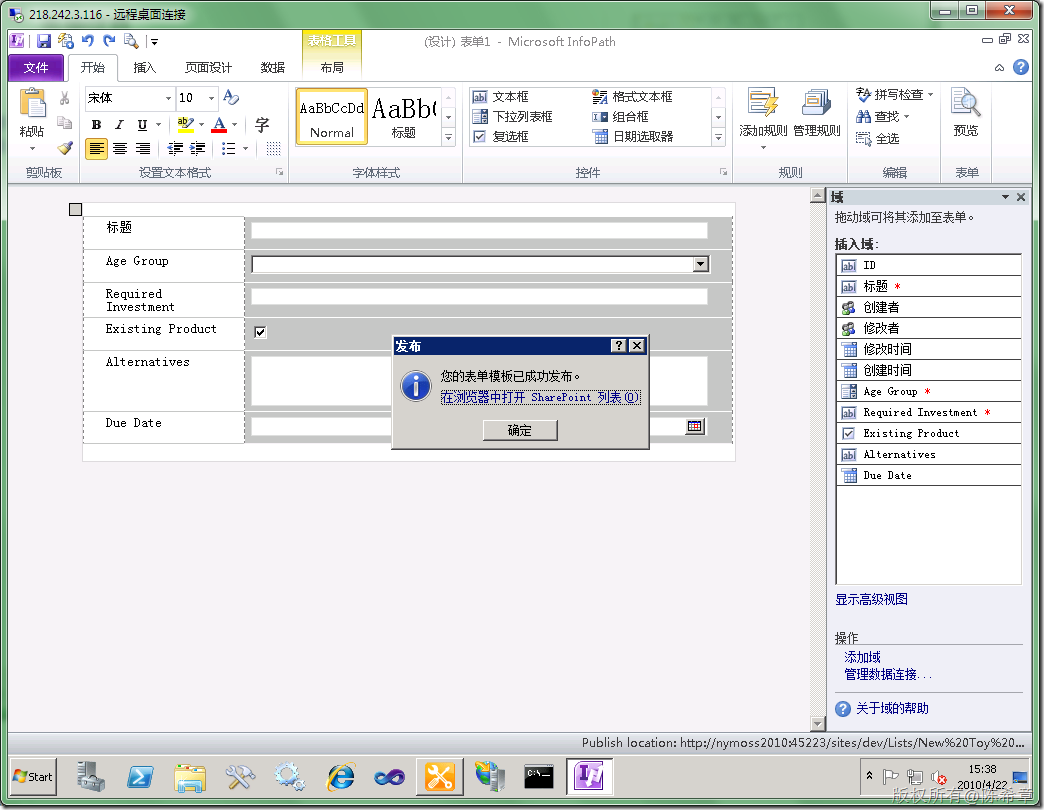 218.242.3.116 - 远程桌面连接
表格工具
(设计) 表单1 - Microsoft InfoPath
文件 开始 插入 页面设计 数据 布局
宋体 10
粘贴
B I U 字
剪贴板
设置文本格式
AaBbCcDd AaBb(
Normal 标题
字体样式
文本框 格式文本框
下拉列表框 组合框
复选框 日期选取器
控件
添加规则 管理规则
规则
拼写检查
查找
全选
编辑
预览
表单
标题
Age Group
Required
Investment
Existing Product
Alternatives
Due Date
发布
您的表单模板已成功发布。
在浏览器中打开 SharePoint 列表(O)
确定
域
拖动域可将其添加至表单。
插入域:
ID
标题 *
创建者
修改者
修改时间
创建时间
Age Group *
Required Investment *
Existing Product
Alternatives
Due Date
显示高级视图
操作
添加域
管理数据连接...
关于域的帮助
Publish location: http://nymoss2010:45223/sites/dev/Lists/New%20Toy%20...
Start
C:\
15:38
2010/4/22
版权所有@陈希章